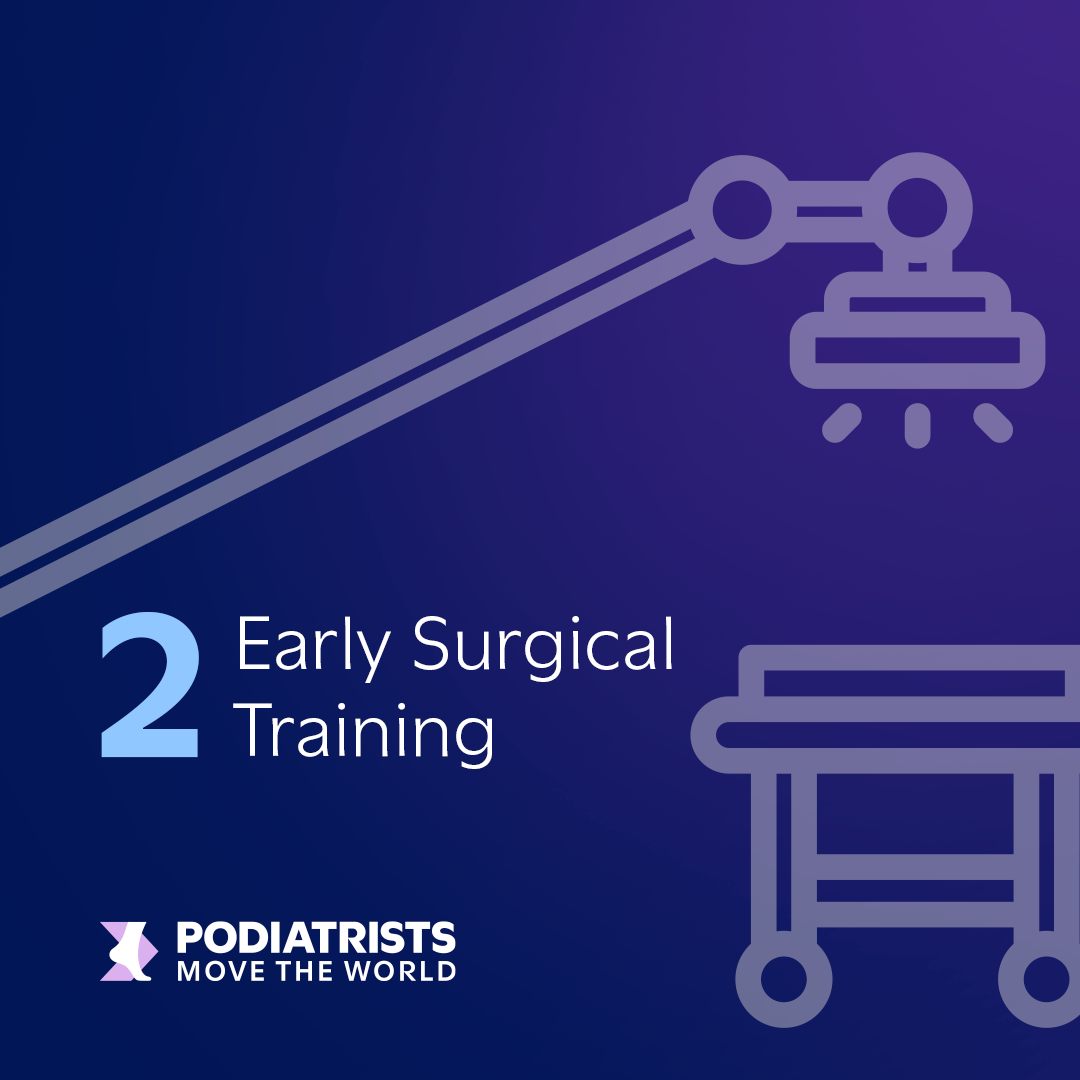 2 Early Surgical
Training
PODIATRISTS
MOVE THE WORLD